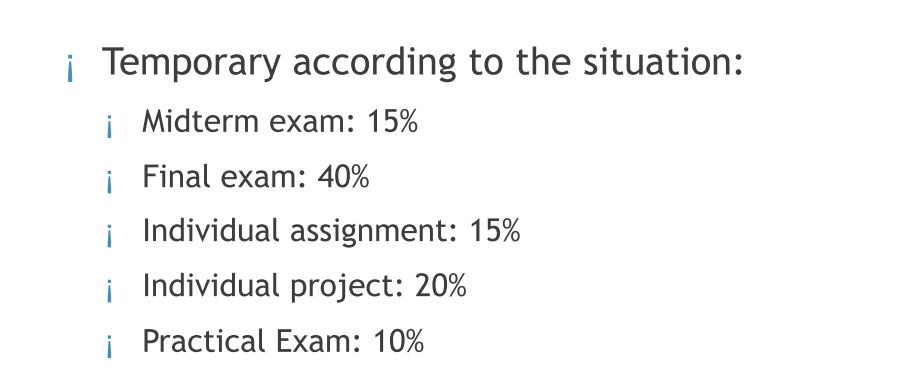 ¡ Temporary according to the situation:
¡ Midterm exam: 15%
¡ Final exam: 40%
¡ Individual assignment: 15%
¡ Individual project: 20%
¡ Practical Exam: 10%